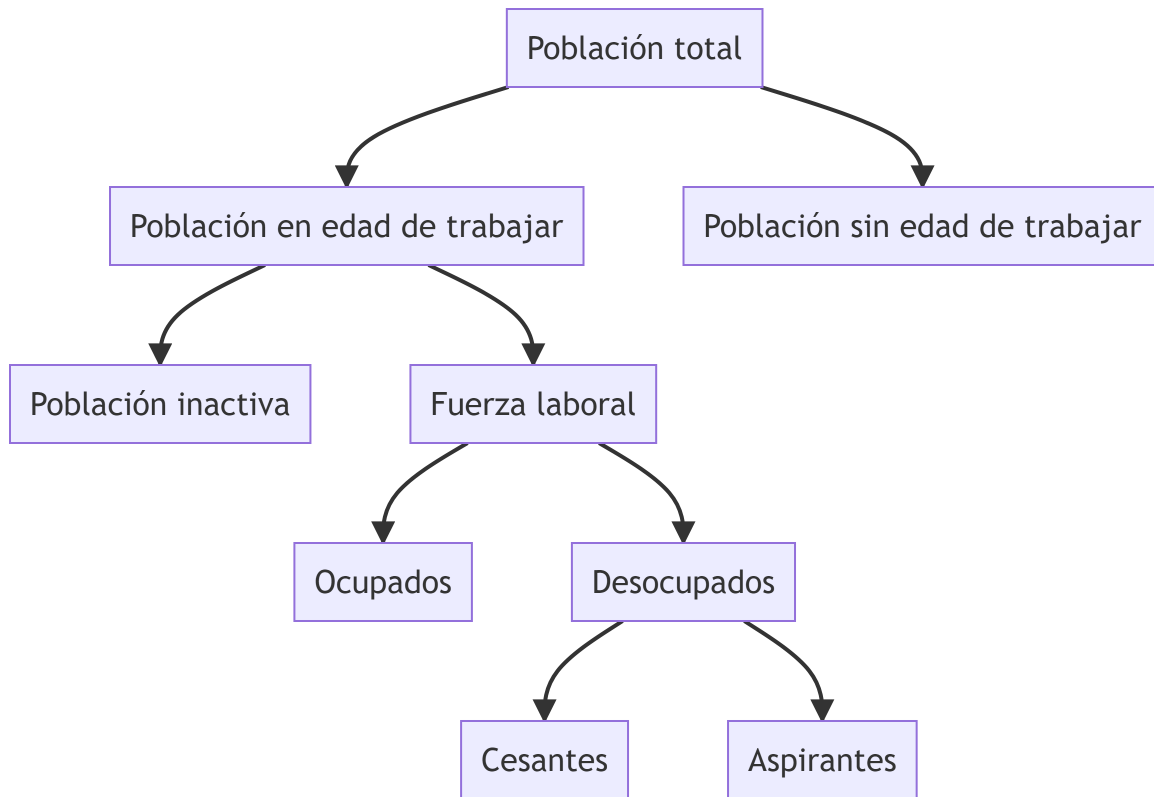 Población total
Población en edad de trabajar
Población sin edad de trabajar
Población inactiva
Fuerza laboral
Ocupados
Desocupados
Cesantes
Aspirantes